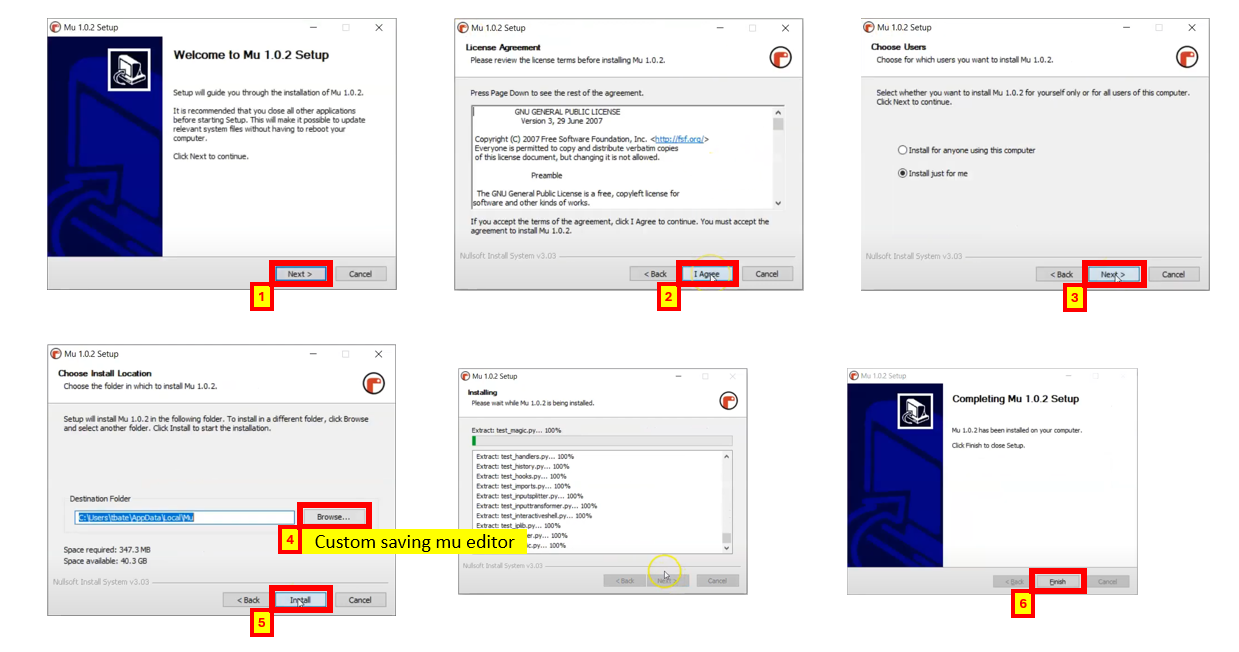 Mu 1.0.2 Setup
Welcome to Mu 1.0.2 Setup
Setup will guide you through the installation of Mu 1.0.2.
It is recommended that you close all other applications
before starting Setup. This will make it possible to update
relevant system files without having to reboot your
computer.
Click Next to continue.
Next >
Cancel
1
Mu 1.0.2 Setup
License Agreement
Please review the license terms before installing Mu 1.0.2.
Press Page Down to see the rest of the agreement.
GNU GENERAL PUBLIC LICENSE
Version 3, 29 June 2007
Copyright (C) 2007 Free Software Foundation, Inc. <http://fsf.org/>
Everyone is permitted to copy and distribute verbatim copies
of this license document, but changing it is not allowed.
Preamble
The GNU General Public License is a free, copyleft license for
software and other kinds of works.
If you accept the terms of the agreement, click I Agree to continue. You must accept the
agreement to install Mu 1.0.2.
Nullsoft Install System v3.03
< Back
I Agree
Cancel
2
Mu 1.0.2 Setup
Choose Users
Choose for which users you want to install Mu 1.0.2.
Select whether you want to install Mu 1.0.2 for yourself only or for all users of this computer.
Click Next to continue.
Install for anyone using this computer
Install just for me
Nullsoft Install System v3.03
< Back
Next >
Cancel
3
Mu 1.0.2 Setup
Choose Install Location
Choose the folder in which to install Mu 1.0.2.
Setup will install Mu 1.0.2 in the following folder. To install in a different folder, click Browse
and select another folder. Click Install to start the installation.
Destination Folder
C:\Users\tbate\AppData\Local\Mu
Browse...
4
Custom saving mu editor
Space required: 347.3 MB
Space available: 40.3 GB
Nullsoft Install System v3.03
< Back
Install
Cancel
5
Mu 1.0.2 Setup
Installing
Please wait while Mu 1.0.2 is being installed.
Extract: test_magic.py... 100%
Extract: test_handlers.py... 100%
Extract: test_history.py... 100%
Extract: test_hooks.py... 100%
Extract: test_imports.py... 100%
Extract: test_inputsplitter.py... 100%
Extract: test_inputtransformer.py... 100%
Extract: test_interactiveshell.py... 100%
Extract: test_iplib.py... 100%
er.py... 100%
ic.py... 100%
Nullsoft Install System v3.03
< Back
Next >
Cancel
Mu 1.0.2 Setup
Completing Mu 1.0.2 Setup
Mu 1.0.2 has been installed on your computer.
Click Finish to close Setup.
< Back
Finish
Cancel
6